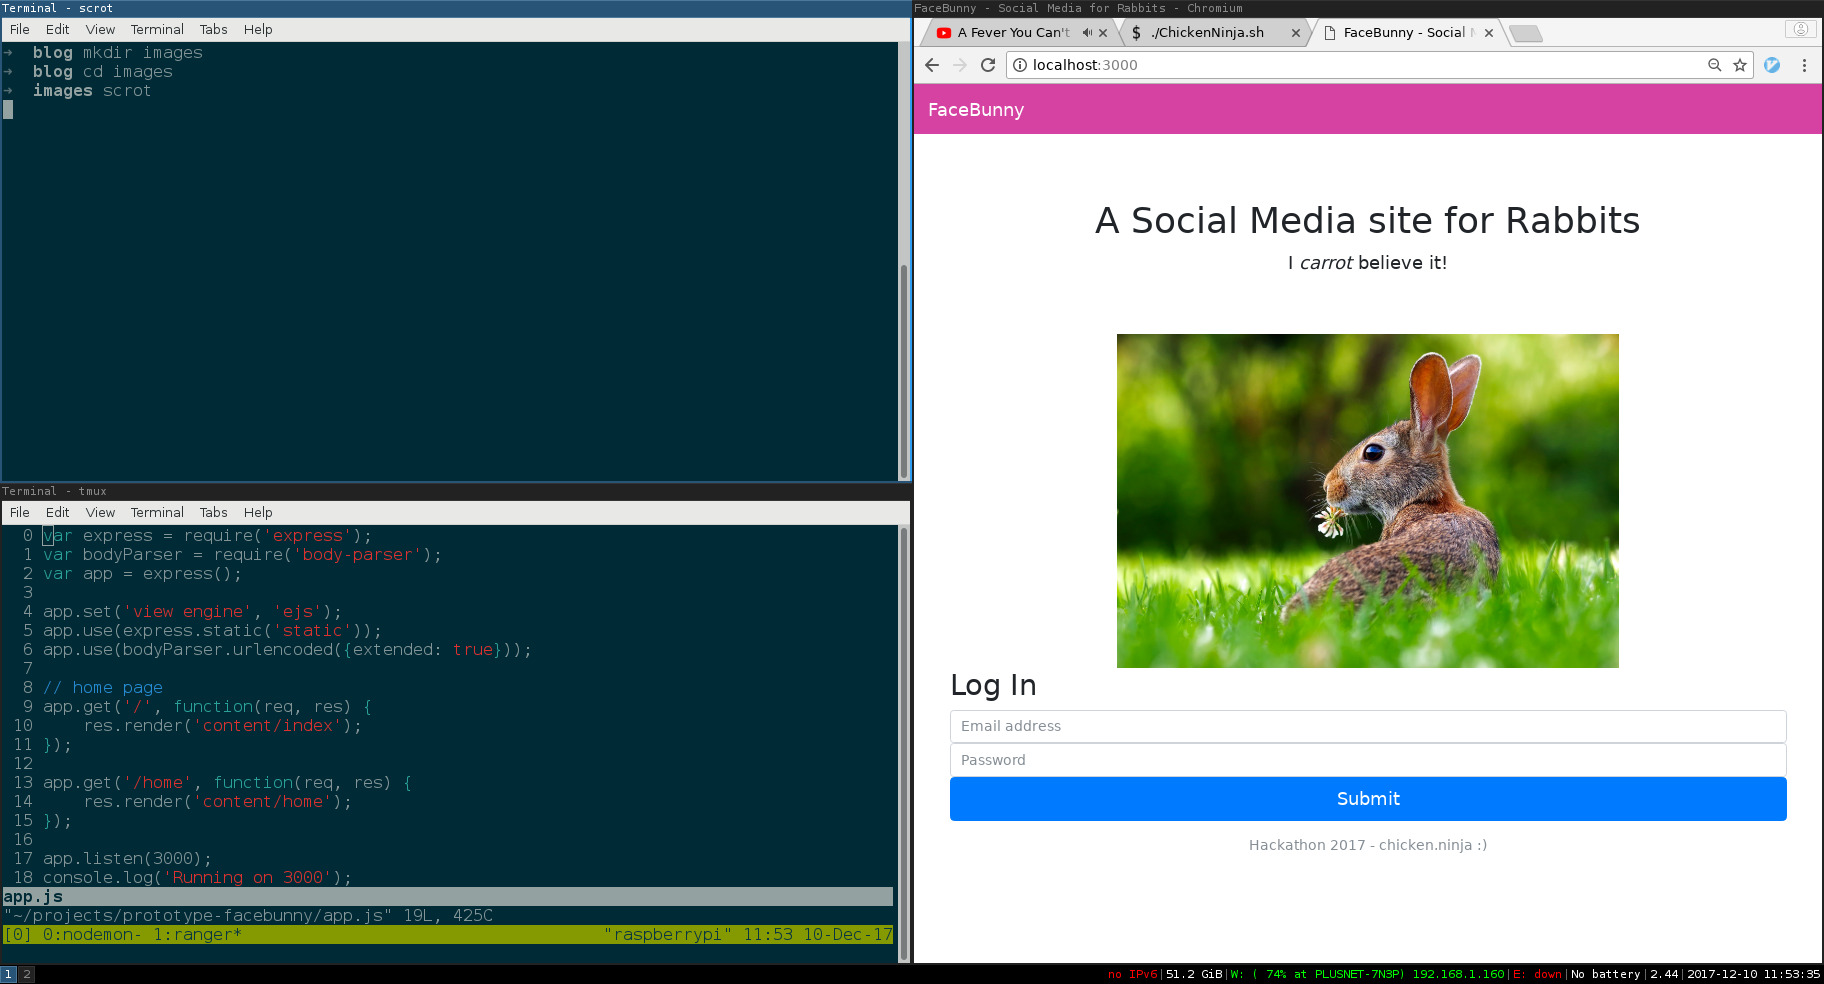 Terminal - scrot
File Edit View Terminal Tabs Help
➜ blog mkdir images
➜ blog cd images
➜ images scrot
Terminal - tmux
File Edit View Terminal Tabs Help
0 var express = require('express');
1 var bodyParser = require('body-parser');
2 var app = express();
3
4 app.set('view engine', 'ejs');
5 app.use(express.static('static'));
6 app.use(bodyParser.urlencoded({extended: true}));
7
8 // home page
9 app.get('/', function(req, res) {
10     res.render('content/index');
11 });
12
13 app.get('/home', function(req, res) {
14     res.render('content/home');
15 });
16
17 app.listen(3000);
18 console.log('Running on 3000');
app.js
"~/projects/prototype-facebunny/app.js" 19L, 425C
[0] 0:nodemon- 1:ranger* "raspberrypi" 11:53 10-Dec-17
FaceBunny - Social Media for Rabbits - Chromium
A Fever You Can't $ ./ChickenNinja.sh FaceBunny - Social
localhost:3000
FaceBunny
A Social Media site for Rabbits
I carrot believe it!
Log In
Email address
Password
Submit
Hackathon 2017 - chicken.ninja :)
1 2 no IPv6|51.2 GiB|W: ( 74% at PLUSNET-7N3P) 192.168.1.160|E: down|No battery|2.44|2017-12-10 11:53:35